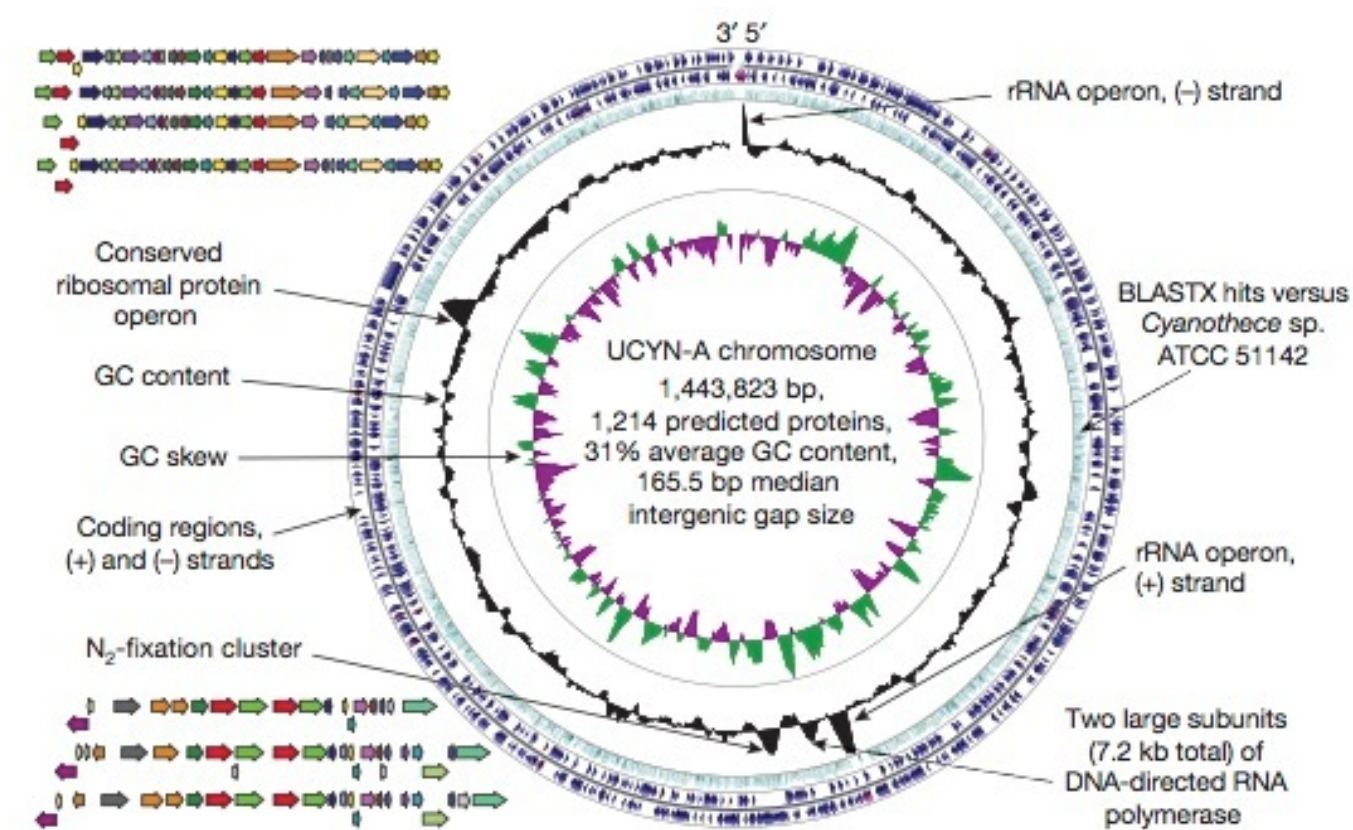 3′ 5′
rRNA operon, (–) strand
Conserved
ribosomal protein
operon
GC content
GC skew
Coding regions,
(+) and (–) strands
N₂-fixation cluster
UCYN-A chromosome
1,443,823 bp,
1,214 predicted proteins,
31% average GC content,
165.5 bp median
intergenic gap size
BLASTX hits versus
Cyanothece sp.
ATCC 51142
rRNA operon,
(+) strand
Two large subunits
(7.2 kb total) of
DNA-directed RNA
polymerase